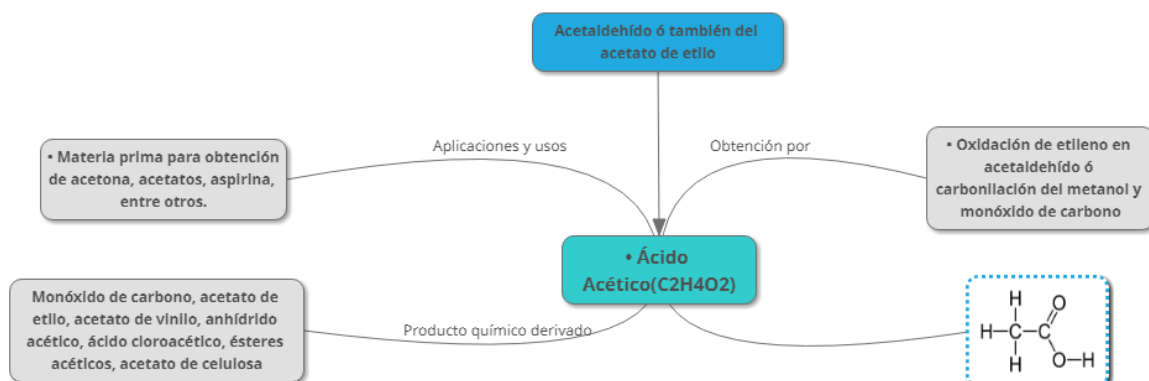 Acetaldehído ó también del
acetato de etilo
Aplicaciones y usos
Obtención por
• Materia prima para obtención
de acetona, acetatos, aspirina,
entre otros.
• Oxidación de etileno en
acetaldehído ó
carbonilación del metanol y
monóxido de carbono
• Ácido
Acético(C2H4O2)
Monóxido de carbono, acetato de
etilo, acetato de vinilo, anhídrido
acético, ácido cloroacético, ésteres
acéticos, acetato de celulosa
Producto químico derivado
H O
H C C
H O H